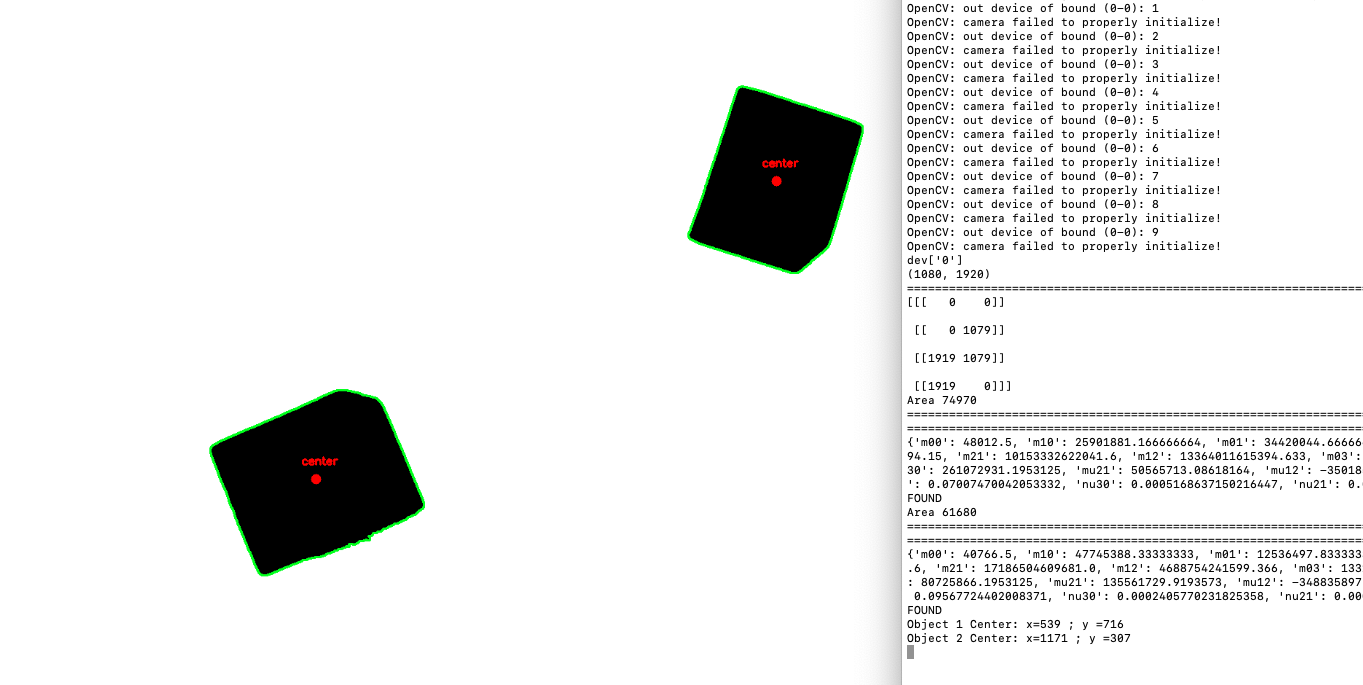 center
center
OpenCV: out device of bound (0-0): 1
OpenCV: camera failed to properly initialize!
OpenCV: out device of bound (0-0): 2
OpenCV: camera failed to properly initialize!
OpenCV: out device of bound (0-0): 3
OpenCV: camera failed to properly initialize!
OpenCV: out device of bound (0-0): 4
OpenCV: camera failed to properly initialize!
OpenCV: out device of bound (0-0): 5
OpenCV: camera failed to properly initialize!
OpenCV: out device of bound (0-0): 6
OpenCV: camera failed to properly initialize!
OpenCV: out device of bound (0-0): 7
OpenCV: camera failed to properly initialize!
OpenCV: out device of bound (0-0): 8
OpenCV: camera failed to properly initialize!
OpenCV: out device of bound (0-0): 9
OpenCV: camera failed to properly initialize!
dev['0']
(1080, 1920)
=================================================================
[[[   0    0]]
 [[   0 1079]]
 [[1919 1079]]
 [[1919    0]]]
Area 74970
=================================================================
=================================================================
{'m00': 48012.5, 'm10': 25901881.166666664, 'm01': 34420044.66666
94.15, 'm21': 10153332622041.6, 'm12': 13364011615394.633, 'm03':
30': 261072931.1953125, 'mu21': 50565713.08618164, 'mu12': -35018
': 0.07007470042053332, 'nu30': 0.0005168637150216447, 'nu21': 0.
FOUND
Area 61680
=================================================================
=================================================================
{'m00': 40766.5, 'm10': 47745388.33333333, 'm01': 12536497.833333
.6, 'm21': 17186504609681.0, 'm12': 4688754241599.366, 'm03': 133
: 80725866.1953125, 'mu21': 135561729.9193573, 'mu12': -348835897
 0.09567724402008371, 'nu30': 0.0002405770231825358, 'nu21': 0.00
FOUND
Object 1 Center: x=539 ; y =716
Object 2 Center: x=1171 ; y =307